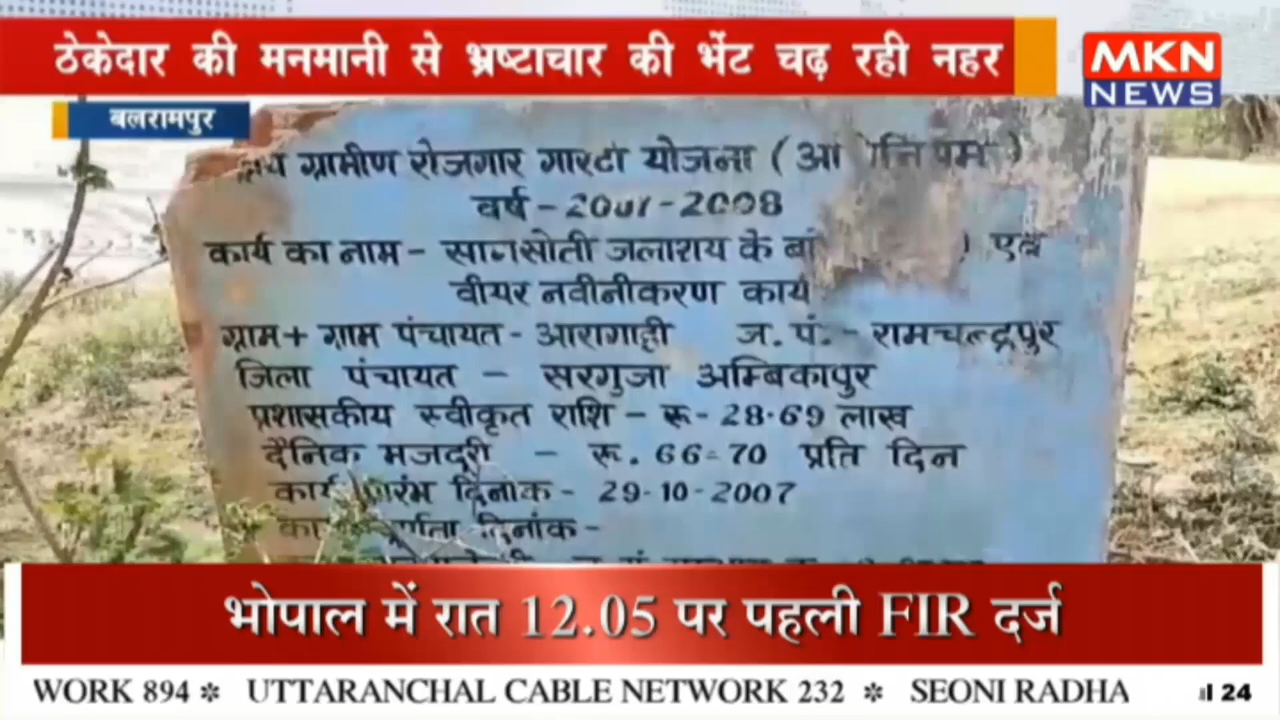 ठेकेदार की मनमानी से भ्रष्टाचार की भेंट चढ़ रही नहर
MKN
NEWS
बलरामपुर
ग्रामीण रोजगार गारटी योजना (आ
वर्ष - 2007-2008
कार्य का नाम - जलाशय के एवं
वीयर नवीनीकरण कार्य
ग्राम + ग्राम पंचायत - आरागाही ज. पं. - रामचन्द्रपुर
जिला पंचायत - सरगुजा अम्बिकापुर
प्रशासकीय स्वीकृत राशि - रू - 28.69 लाख
दैनिक मजदूरी - रू. 66=70 प्रति दिन
कार्य प्रारंभ दिनांक - 29-10-2007
दिनांक -
भोपाल में रात 12.05 पर पहली FIR दर्ज
WORK 894 ❇ UTTARANCHAL CABLE NETWORK 232 ❇ SEONI RADHA
24